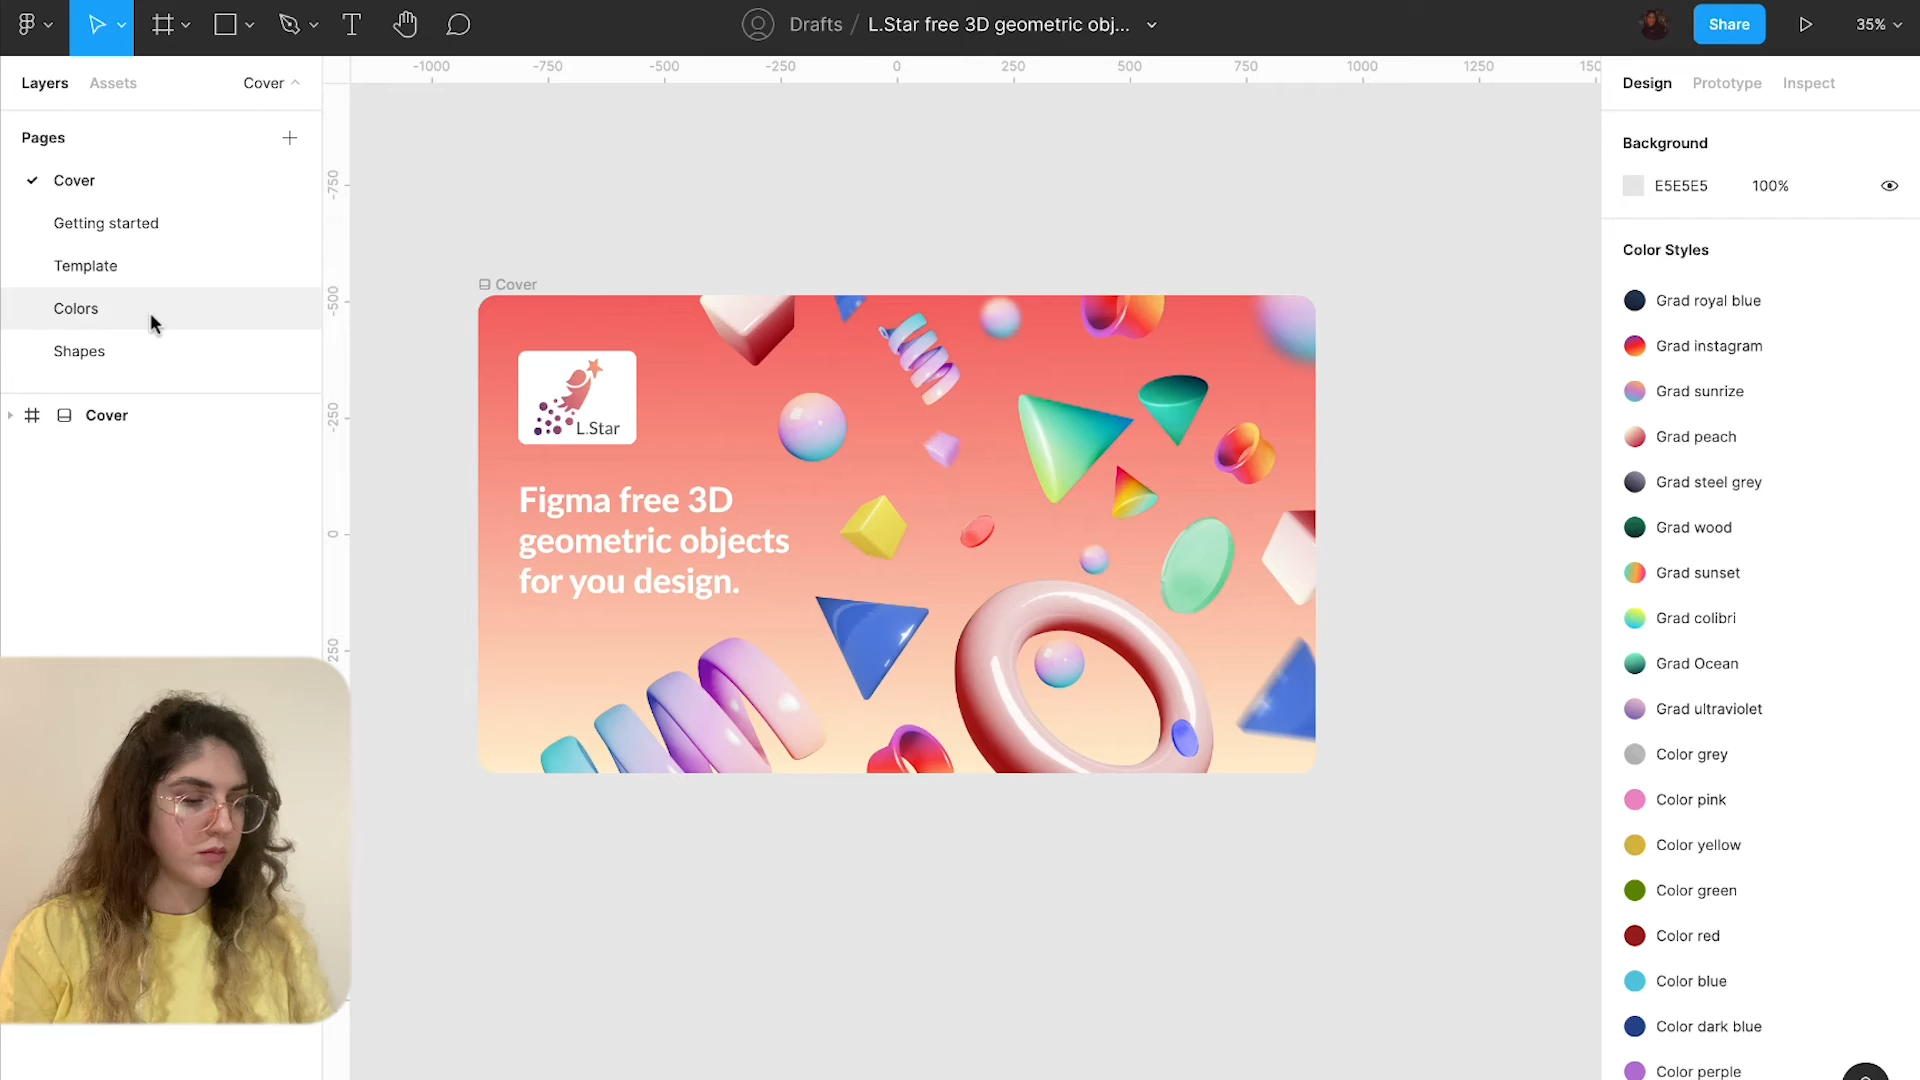 Drafts / L.Star free 3D geometric obj...
Share
35%
Layers
Assets
Cover
Pages
Cover
Getting started
Template
Colors
Shapes
Cover
-1000
-750
-500
-250
0
250
500
750
1000
1250
150
-750
-500
-250
0
250
Cover
L.Star
Figma free 3D
geometric objects
for you design.
Design
Prototype
Inspect
Background
E5E5E5
100%
Color Styles
Grad royal blue
Grad instagram
Grad sunrize
Grad peach
Grad steel grey
Grad wood
Grad sunset
Grad colibri
Grad Ocean
Grad ultraviolet
Color grey
Color pink
Color yellow
Color green
Color red
Color blue
Color dark blue
Color perple